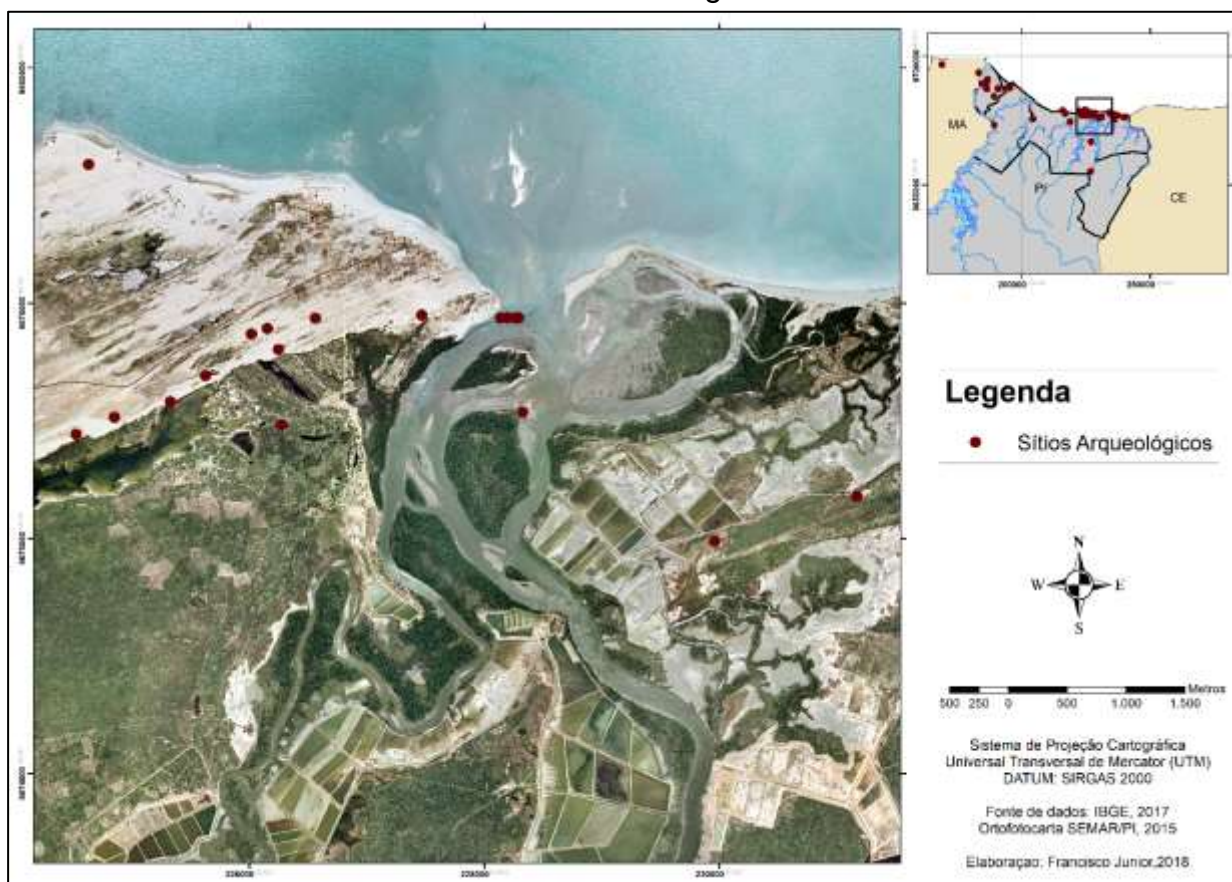 MA
PI
CE
Legenda
Sítios Arqueológicos
N
W
E
S
Metros
500 250 0 500 1.000 1.500
Sistema de Projeção Cartográfica
Universal Transversal de Mercator (UTM)
DATUM: SIRGAS 2000
Fonte de dados: IBGE, 2017
Ortofotocarta SEMAR/PI, 2015
Elaboraçao: Francisco Junior,2018